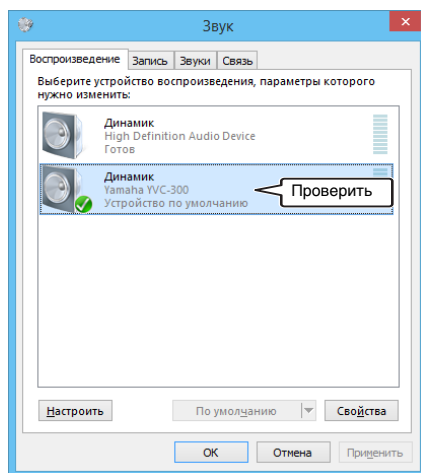 Звук
Воспроизведение Запись Звуки Связь
Выберите устройство воспроизведения, параметры которого
нужно изменить:
Динамик
High Definition Audio Device
Готов
Динамик
Yamaha YVC-300
Устройство по умолчанию
Проверить
Настроить По умолчанию Свойства
ОК Отмена Применить